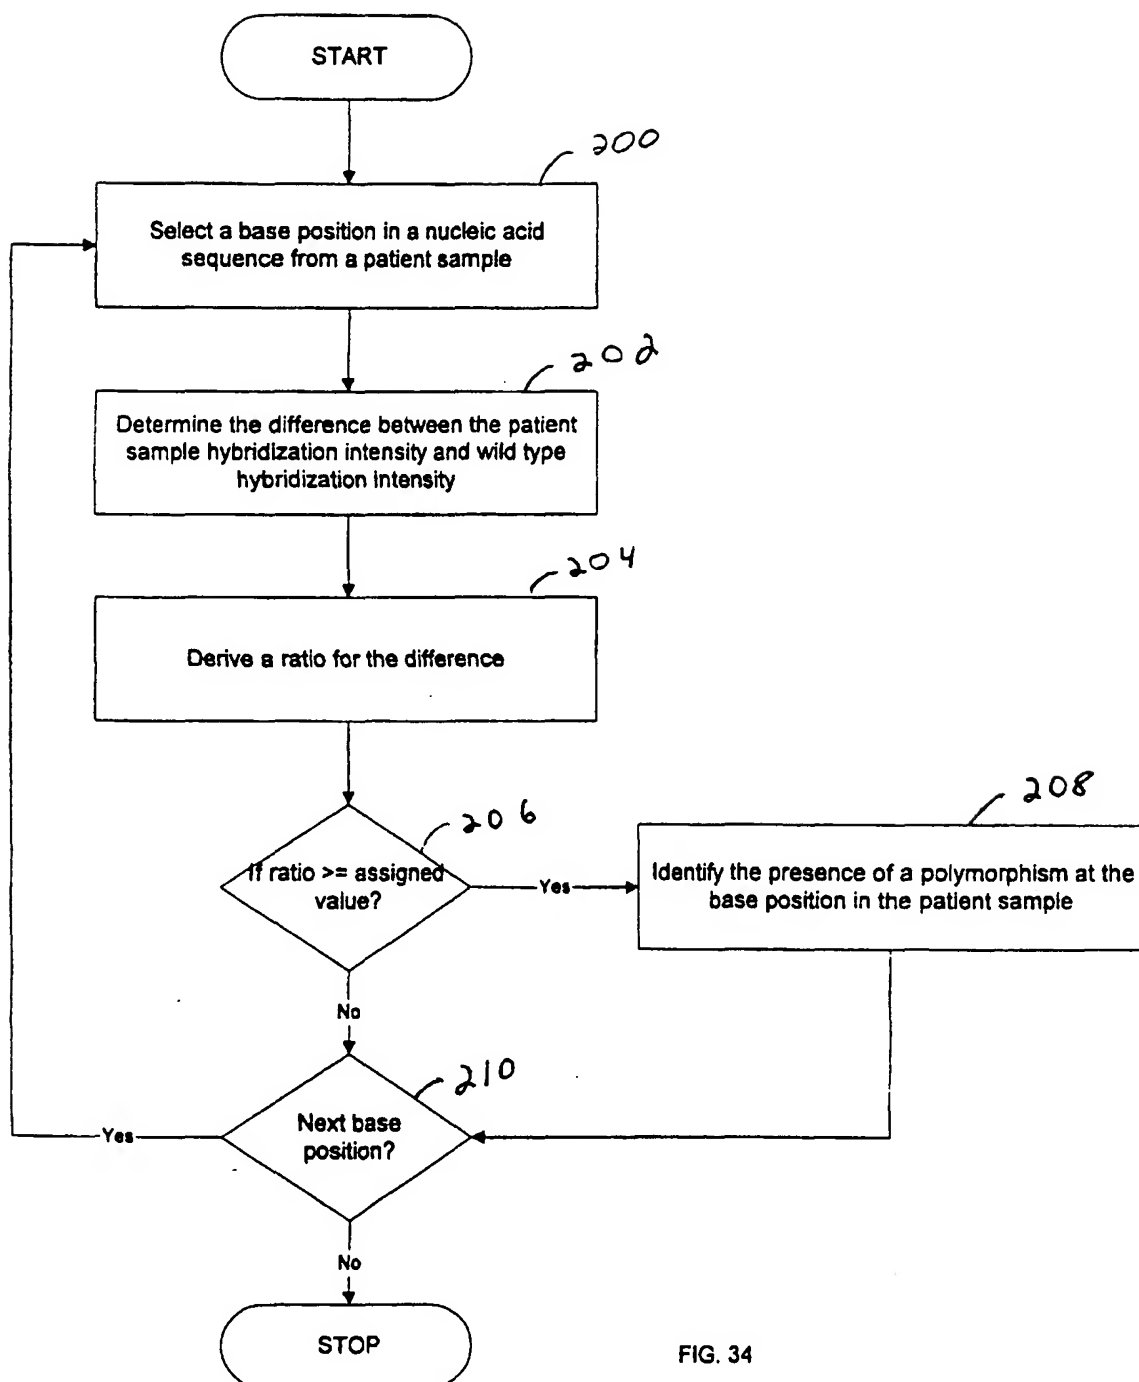 START
200
Select a base position in a nucleic acid
sequence from a patient sample
202
Determine the difference between the patient
sample hybridization intensity and wild type
hybridization intensity
204
Derive a ratio for the difference
206
If ratio >= assigned
value?
Yes
208
Identify the presence of a polymorphism at the
base position in the patient sample
No
210
Next base
position?
Yes
No
STOP
FIG. 34